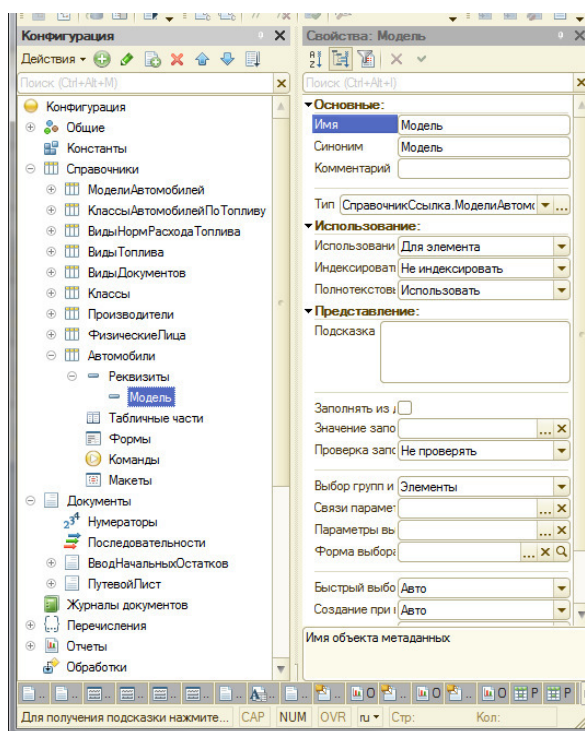 Конфигурация
Действия
Поиск (Ctrl+Alt+M)
Конфигурация
Общие
Константы
Справочники
МоделиАвтомобилей
КлассыАвтомобилейПоТопливу
ВидыНормРасходаТоплива
ВидыТоплива
ВидыДокументов
Классы
Производители
ФизическиеЛица
Автомобили
Реквизиты
Модель
Табличные части
Формы
Команды
Макеты
Документы
Нумераторы
Последовательности
ВводНачальныхОстатков
ПутевойЛист
Журналы документов
Перечисления
Отчеты
Обработки
Свойства: Модель
Поиск (Ctrl+Alt+I)
Основные:
Имя Модель
Синоним Модель
Комментарий
Тип СправочникСсылка.МоделиАвтомо ...
Использование:
Использовани Для элемента
Индексироват Не индексировать
Полнотекстов Использовать
Представление:
Подсказка
Заполнять из
Значение запо ...
Проверка запо Не проверять
Выбор групп и Элементы
Связи парамет ...
Параметры вы ...
Форма выбора ...
Быстрый выбо Авто
Создание при Авто
Имя объекта метаданных
Для получения подсказки нажмите... CAP NUM OVR ru Стр: Кол: